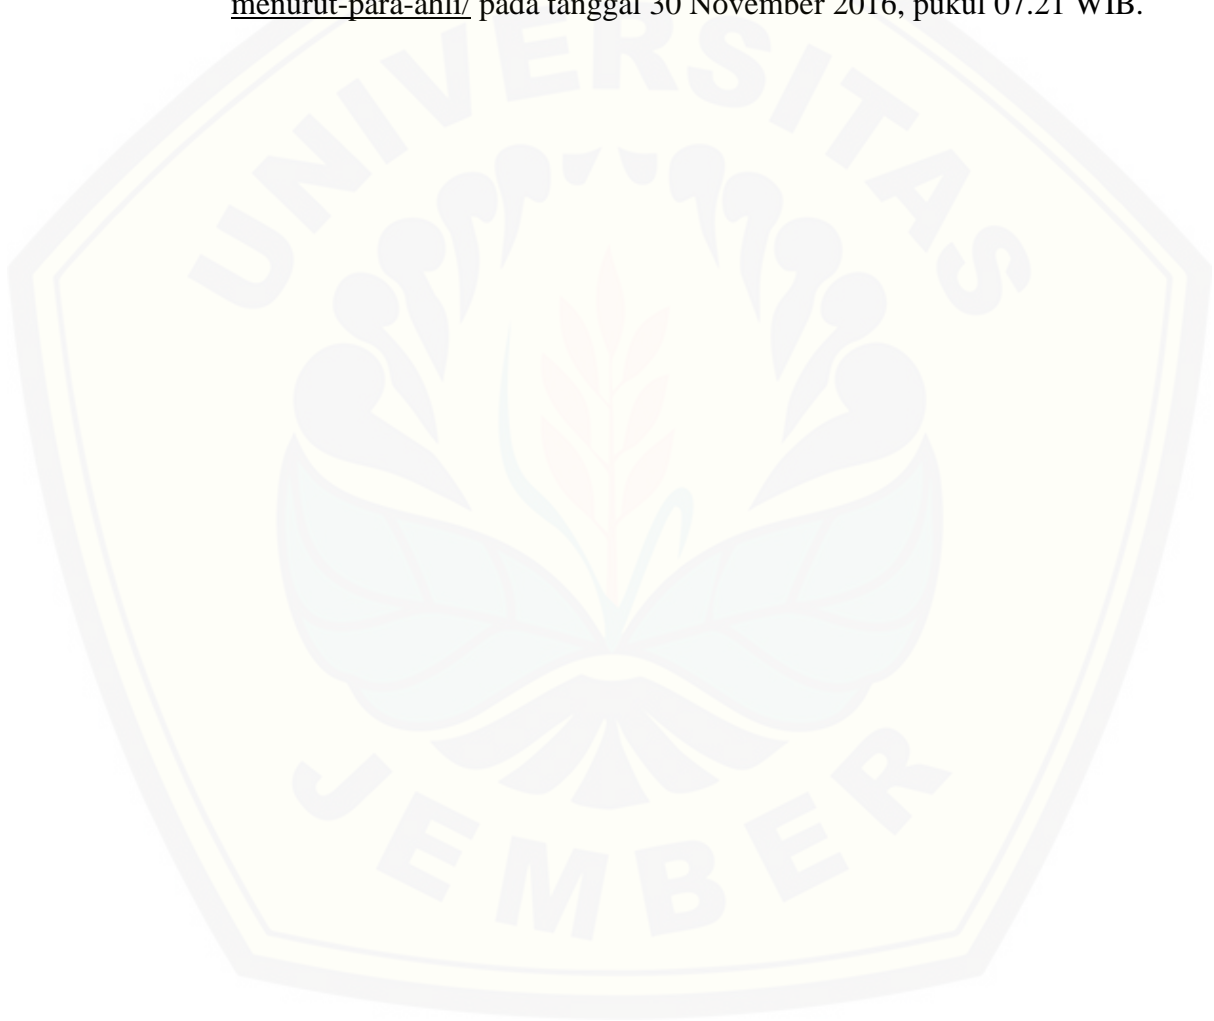 menurut-para-ahli/ pada tanggal 30 November 2016, pukul 07.21 WIB.
UNIVERSITAS
JEMBER